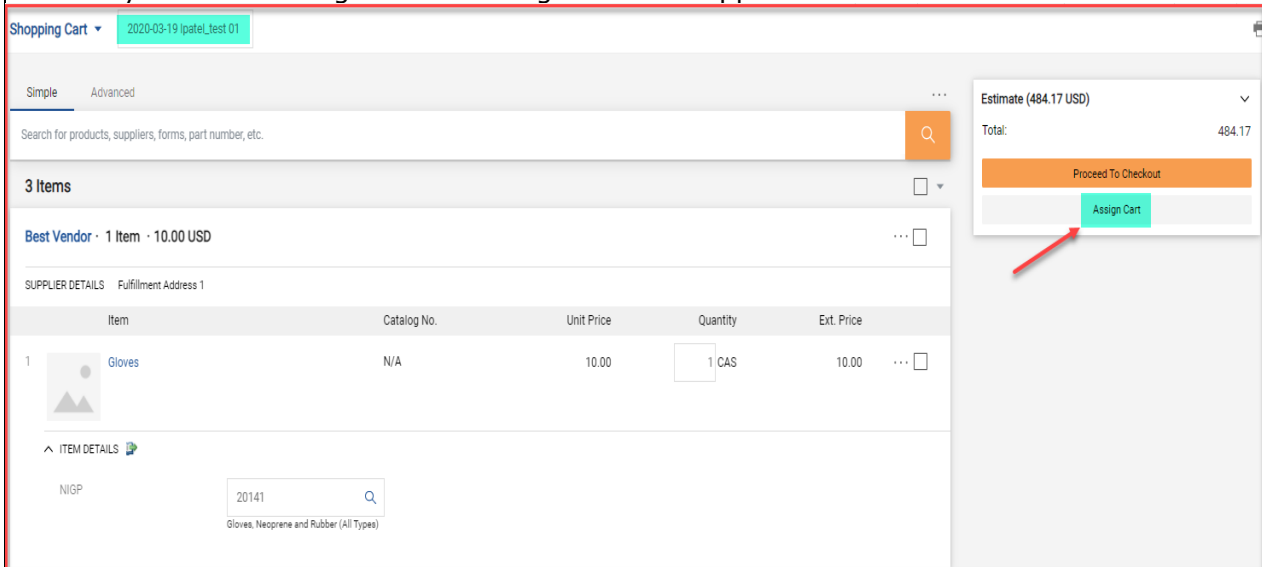 Shopping Cart 2020-03-19 lpatel_test 01
Simple Advanced ...
Search for products, suppliers, forms, part number, etc.
3 Items
Best Vendor · 1 Item · 10.00 USD ...
SUPPLIER DETAILS Fulfillment Address 1
Item Catalog No. Unit Price Quantity Ext. Price
1 Gloves N/A 10.00 1 CAS 10.00 ...
ITEM DETAILS
NIGP 20141
Gloves, Neoprene and Rubber (All Types)
Estimate (484.17 USD)
Total: 484.17
Proceed To Checkout
Assign Cart